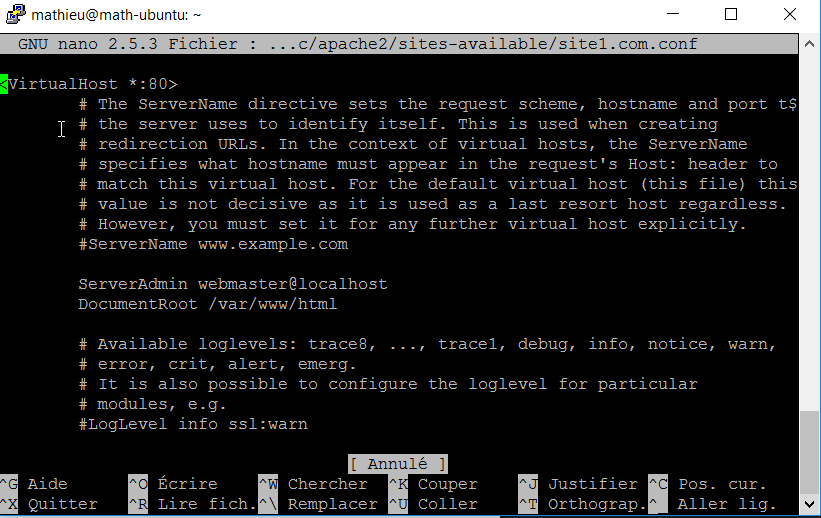 mathieu@math-ubuntu: ~
GNU nano 2.5.3 Fichier : ...c/apache2/sites-available/site1.com.conf
<VirtualHost *:80>
# The ServerName directive sets the request scheme, hostname and port t$
# the server uses to identify itself. This is used when creating
# redirection URLs. In the context of virtual hosts, the ServerName
# specifies what hostname must appear in the request's Host: header to
# match this virtual host. For the default virtual host (this file) this
# value is not decisive as it is used as a last resort host regardless.
# However, you must set it for any further virtual host explicitly.
#ServerName www.example.com
ServerAdmin webmaster@localhost
DocumentRoot /var/www/html
# Available loglevels: trace8, ..., trace1, debug, info, notice, warn,
# error, crit, alert, emerg.
# It is also possible to configure the loglevel for particular
# modules, e.g.
#LogLevel info ssl:warn
[ Annulé ]
^G Aide ^O Écrire ^W Chercher ^K Couper ^J Justifier ^C Pos. cur.
^X Quitter ^R Lire fich. ^\ Remplacer ^U Coller ^T Orthograp. ^_ Aller lig.